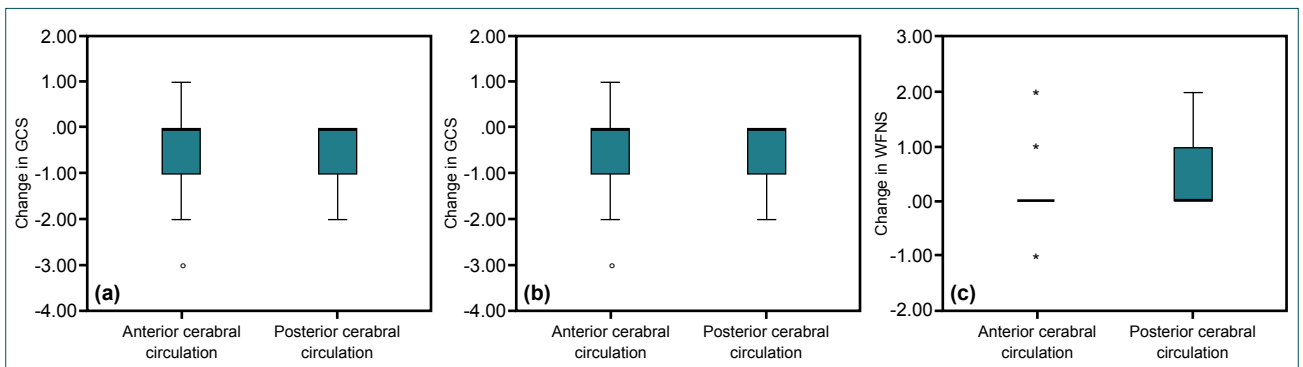 2.00
1.00
.00
-1.00
-2.00
-3.00
-4.00
Change in GCS
(a)
Anterior cerabral
circulation
Posterior cerabral
circulation
2.00
1.00
.00
-1.00
-2.00
-3.00
-4.00
Change in GCS
(b)
Anterior cerabral
circulation
Posterior cerabral
circulation
3.00
2.00
1.00
.00
-1.00
-2.00
Change in WFNS
(c)
Anterior cerabral
circulation
Posterior cerabral
circulation